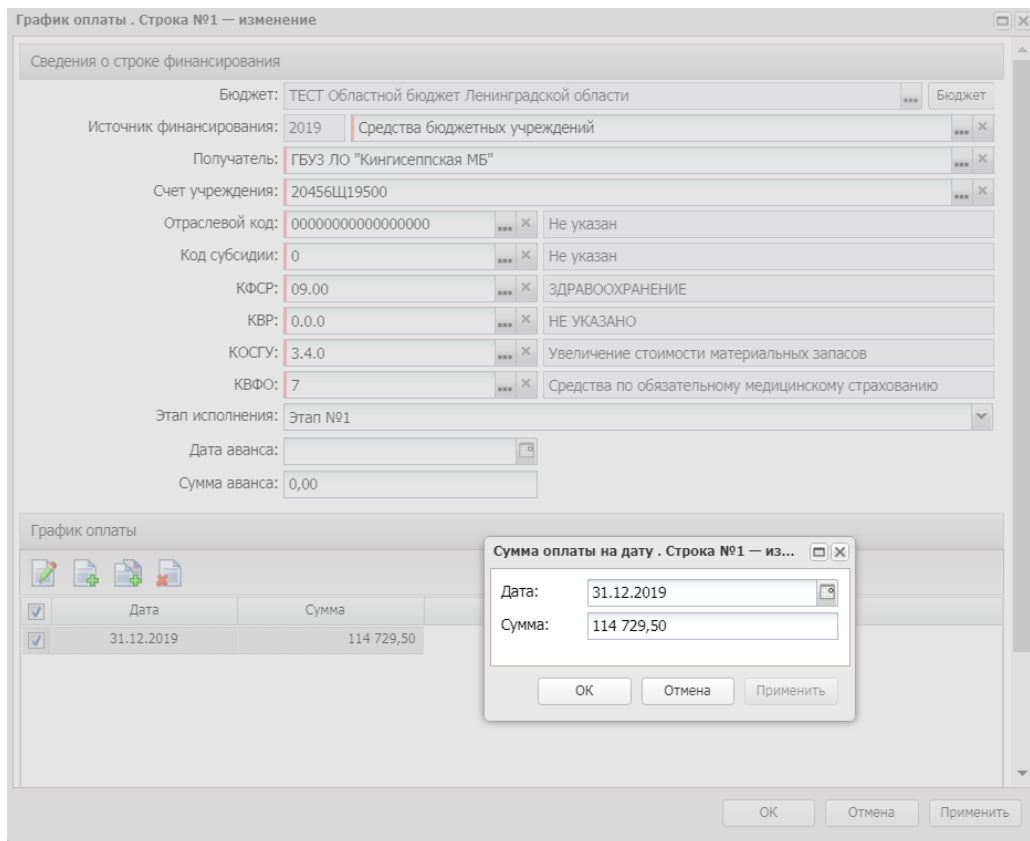 График оплаты . Строка №1 — изменение
Сведения о строке финансирования
Бюджет: ТЕСТ Областной бюджет Ленинградской области ... Бюджет
Источник финансирования: 2019 Средства бюджетных учреждений ...
Получатель: ГБУЗ ЛО "Кингисеппская МБ" ...
Счет учреждения: 20456Щ19500 ...
Отраслевой код: 00000000000000000 ... Не указан
Код субсидии: 0 ... Не указан
КФСР: 09.00 ... ЗДРАВООХРАНЕНИЕ
КВР: 0.0.0 ... НЕ УКАЗАНО
КОСГУ: 3.4.0 ... Увеличение стоимости материальных запасов
КВФО: 7 ... Средства по обязательному медицинскому страхованию
Этап исполнения: Этап №1
Дата аванса:
Сумма аванса: 0,00
График оплаты
Дата Сумма
31.12.2019 114 729,50
Сумма оплаты на дату . Строка №1 — из...
Дата: 31.12.2019
Сумма: 114 729,50
ОК Отмена Применить
ОК Отмена Применить